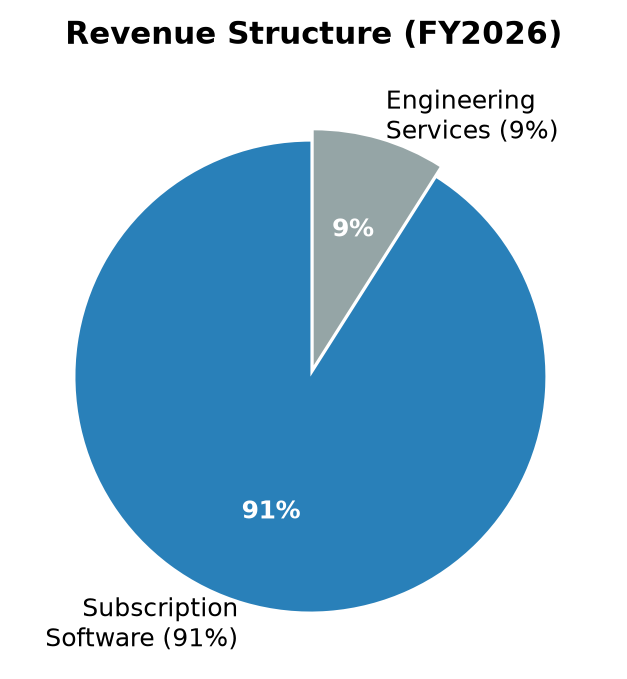 Revenue Structure (FY2026)
Engineering
Services (9%)
9%
91%
Subscription
Software (91%)